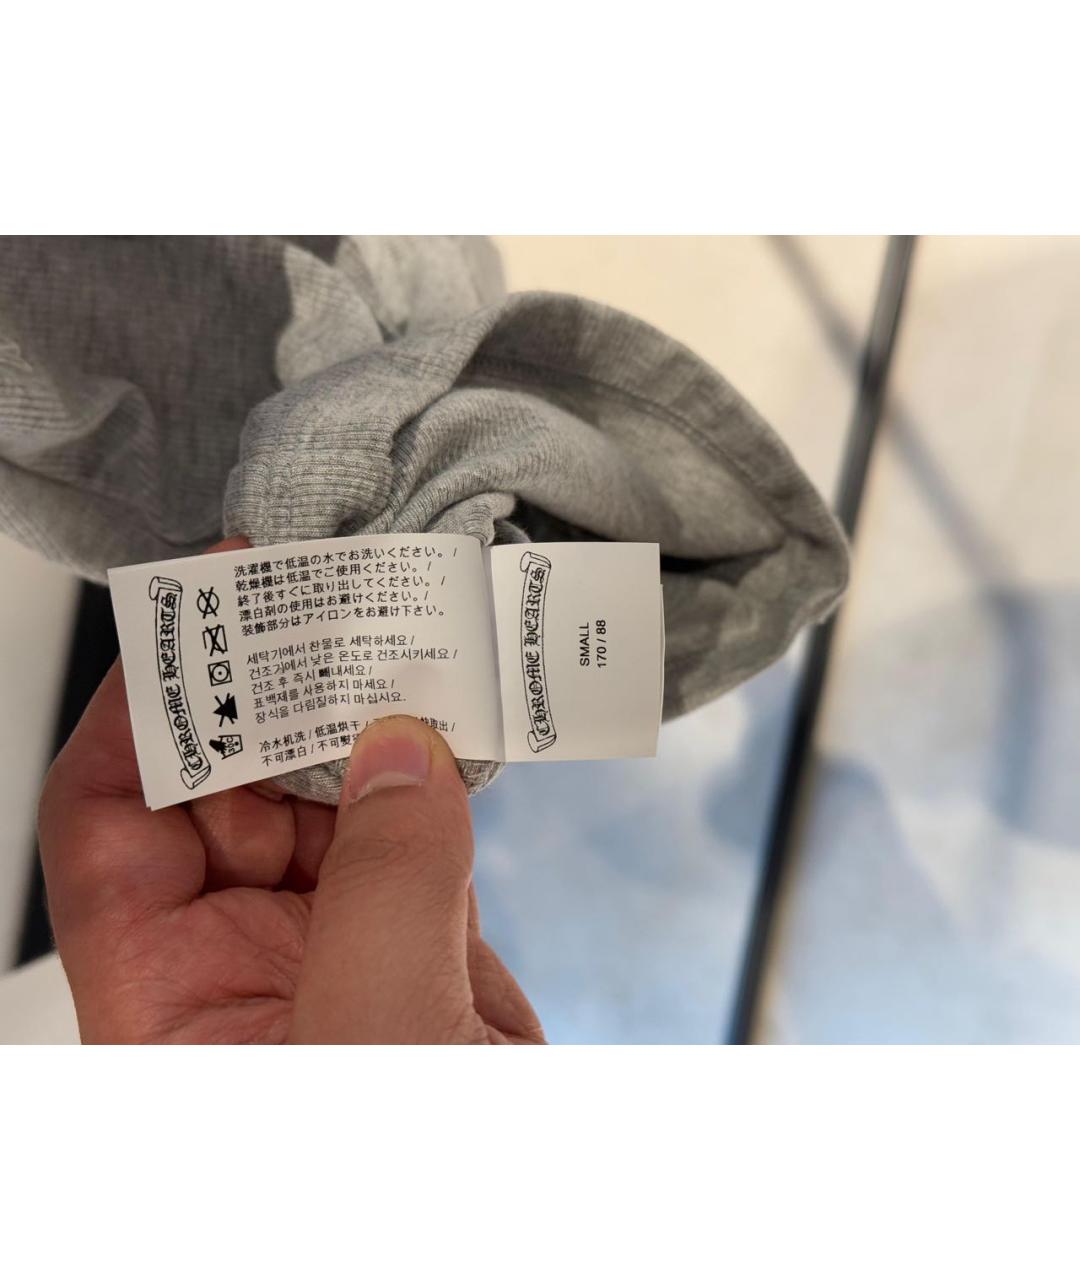 CHROME HEARTS
洗濯機で低温の水でお洗いください。 /
乾燥機は低温でご使用ください。 /
終了後すぐに取り出してください。 /
漂白剤の使用はお避けください。 /
装飾部分はアイロンをお避け下さい。
세탁기에서 찬물로 세탁하세요 /
건조기에서 낮은 온도로 건조시키세요 /
건조 후 즉시 빼내세요 /
표백제를 사용하지 마세요 /
장식을 다림질하지 마십시요.
冷水机洗 / 低温烘干 / 取出 /
不可漂白 / 不可熨
30C
CHROME HEARTS
SMALL
170 / 88